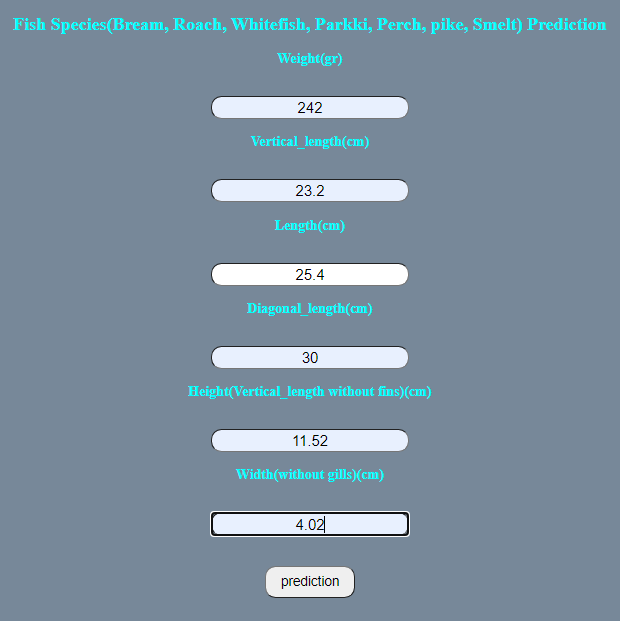 Fish Species(Bream, Roach, Whitefish, Parkki, Perch, pike, Smelt) Prediction
Weight(gr)
242
Vertical_length(cm)
23.2
Length(cm)
25.4
Diagonal_length(cm)
30
Height(Vertical_length without fins)(cm)
11.52
Width(without gills)(cm)
4.02
prediction